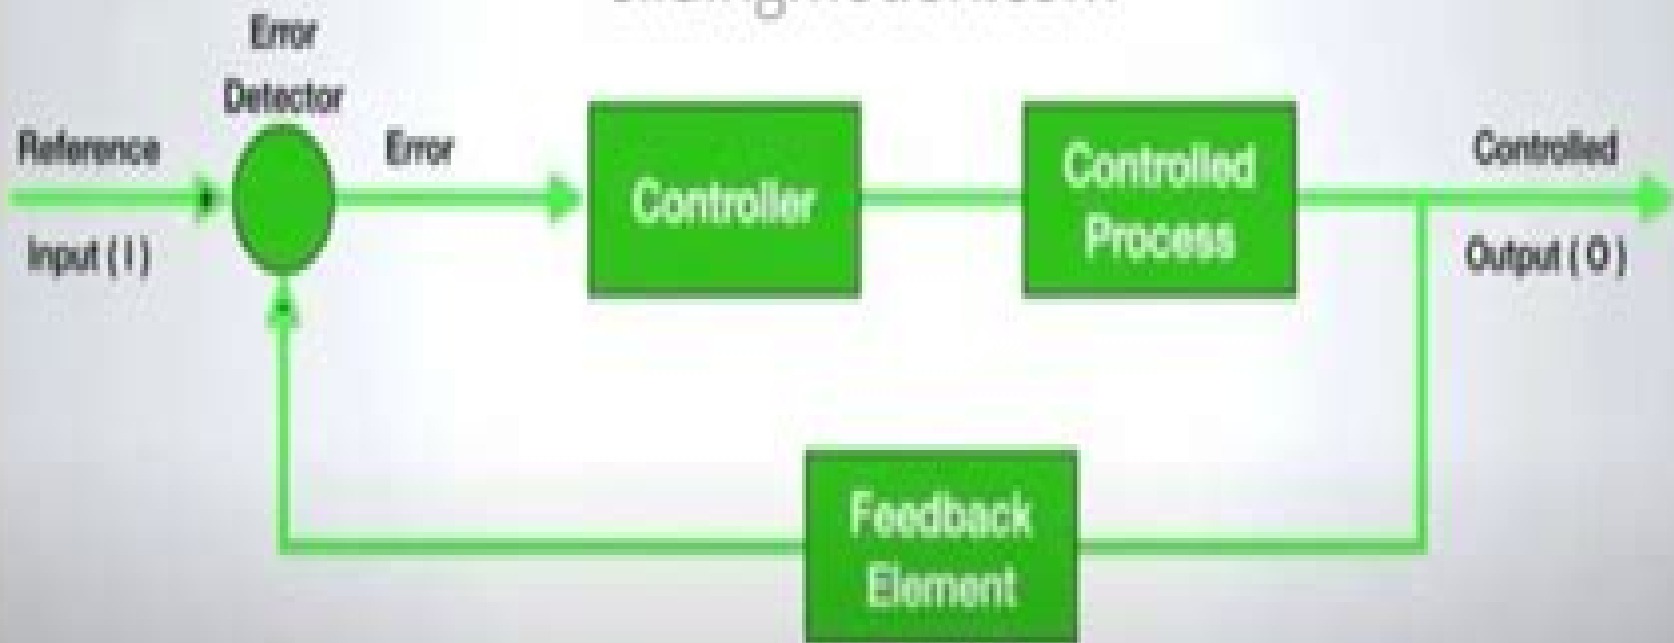 Error
Detector
Reference
Input ( I )
Error
Controller
Controlled
Process
Controlled
Output ( O )
Feedback
Element